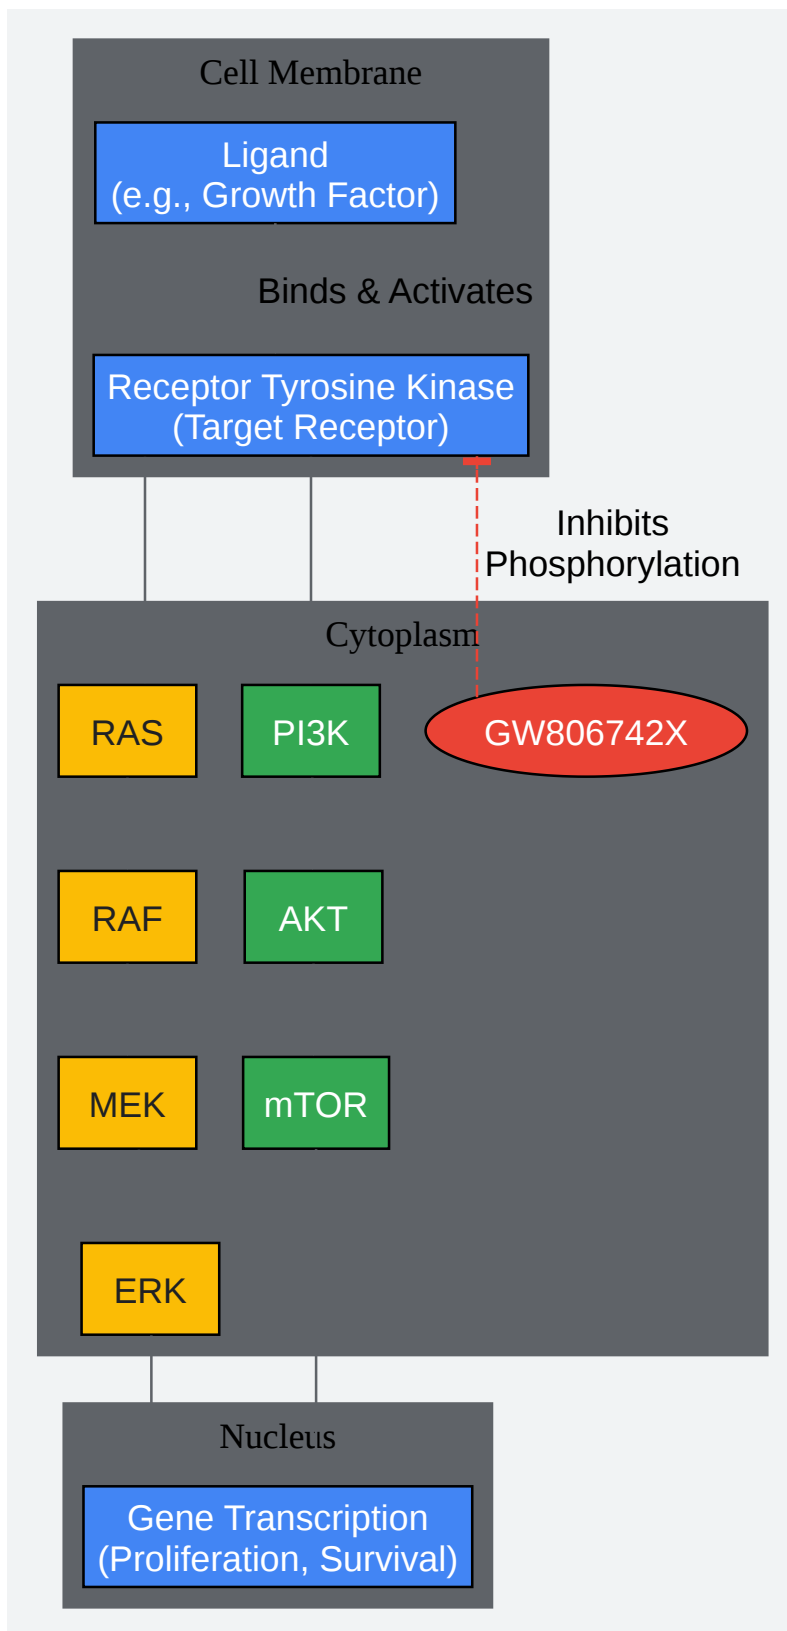 Cell Membrane
Ligand
(e.g., Growth Factor)
Binds & Activates
Receptor Tyrosine Kinase
(Target Receptor)
Inhibits
Phosphorylation
Cytoplasm
RAS
PI3K
GW806742X
RAF
AKT
MEK
mTOR
ERK
Nucleus
Gene Transcription
(Proliferation, Survival)